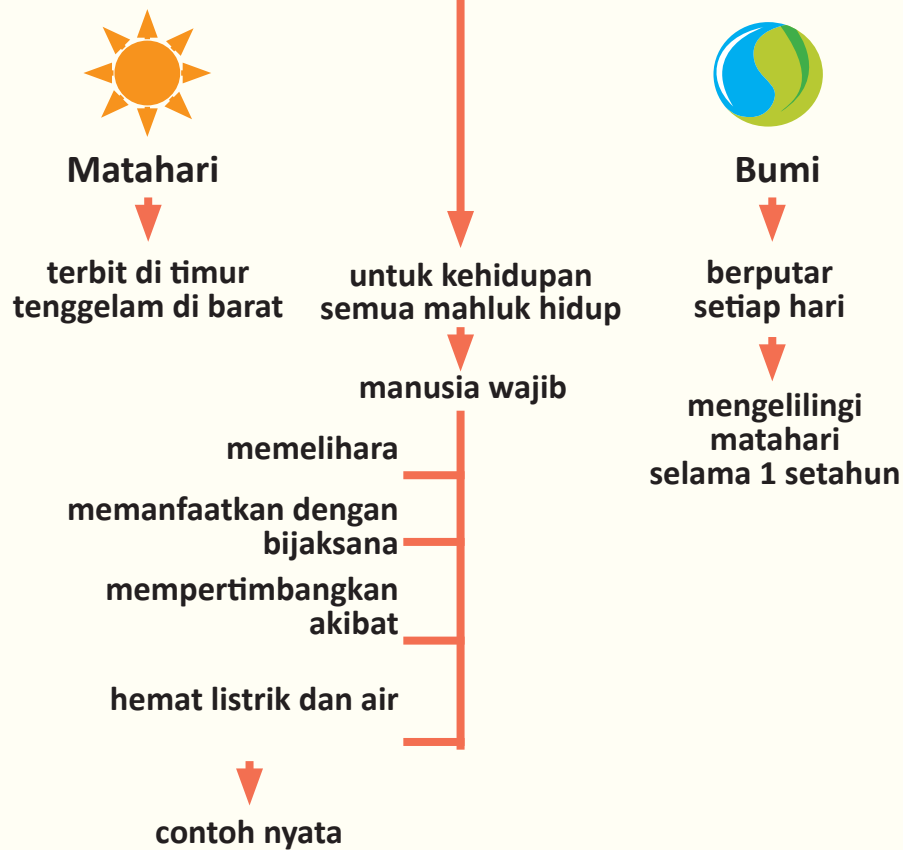 Matahari
terbit di timur
tenggelam di barat
untuk kehidupan
semua mahluk hidup
manusia wajib
memelihara
memanfaatkan dengan
bijaksana
mempertimbangkan
akibat
hemat listrik dan air
contoh nyata
Bumi
berputar
setiap hari
mengelilingi
matahari
selama 1 setahun